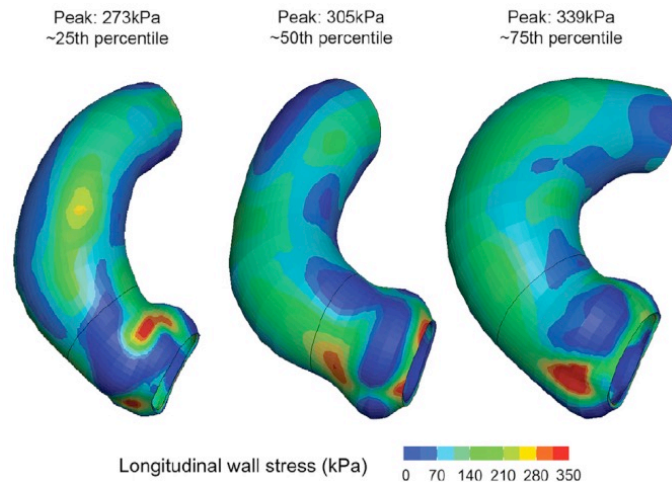 Peak: 273kPa
~25th percentile
Peak: 305kPa
~50th percentile
Peak: 339kPa
~75th percentile
Longitudinal wall stress (kPa)
0 70 140 210 280 350